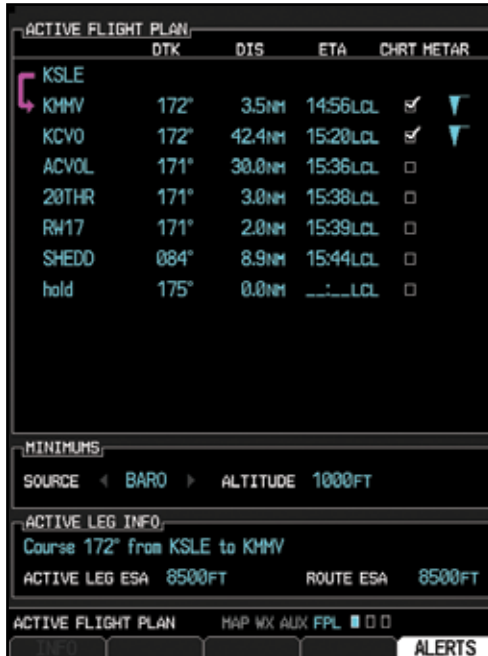 ACTIVE FLIGHT PLAN
DTK DIS ETA CHRT METAR
KSLE
KMMV 172° 3.5NM 14:56LCL
KCVO 172° 42.4NM 15:20LCL
ACVOL 171° 30.0NM 15:36LCL
20THR 171° 3.0NM 15:38LCL
RW17 171° 2.0NM 15:39LCL
SHEDD 084° 8.9NM 15:44LCL
hold 175° 0.0NM __:__LCL
MINIMUMS
SOURCE BARO ALTITUDE 1000FT
ACTIVE LEG INFO
Course 172° from KSLE to KMMV
ACTIVE LEG ESA 8500FT ROUTE ESA 8500FT
ACTIVE FLIGHT PLAN MAP WX AUX FPL
INFO ALERTS